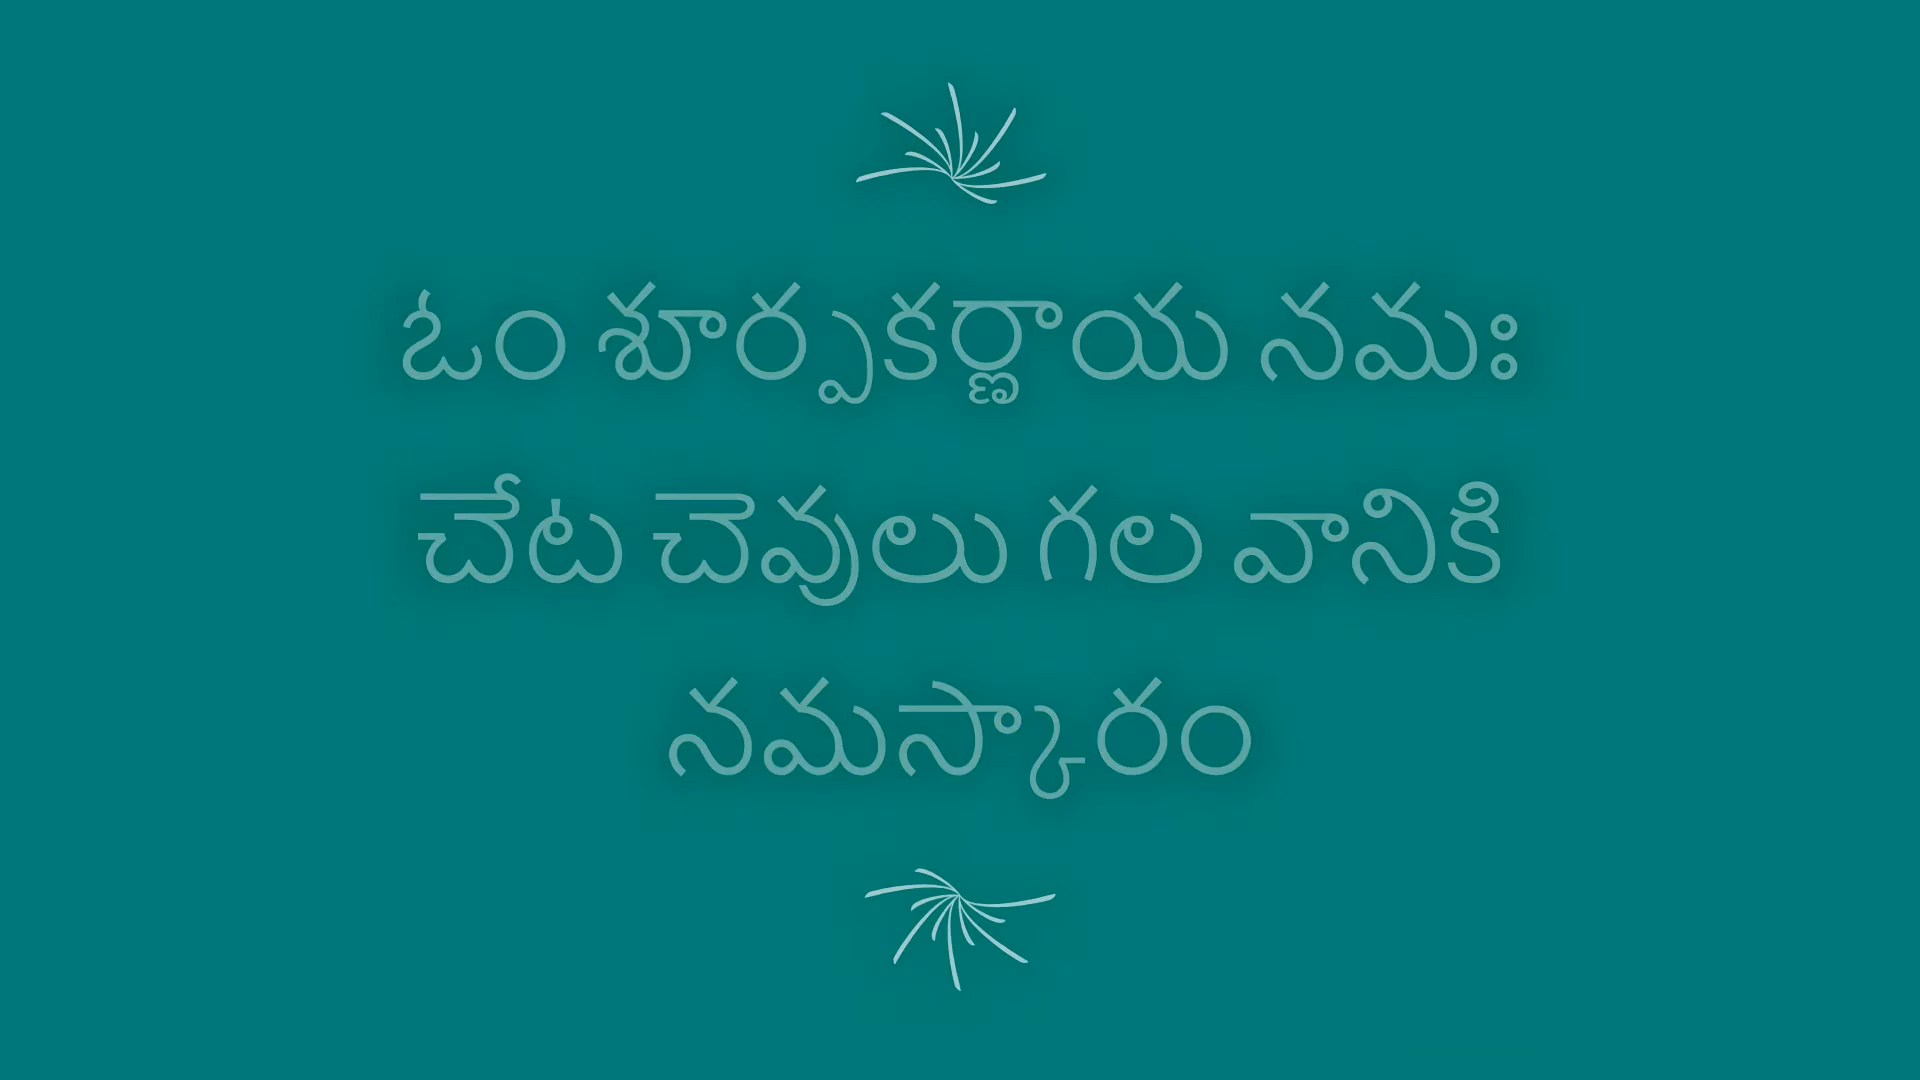 ఓం శూర్పకర్ణాయ నమః
చేట చెవులు గల వానికి
నమస్కారం